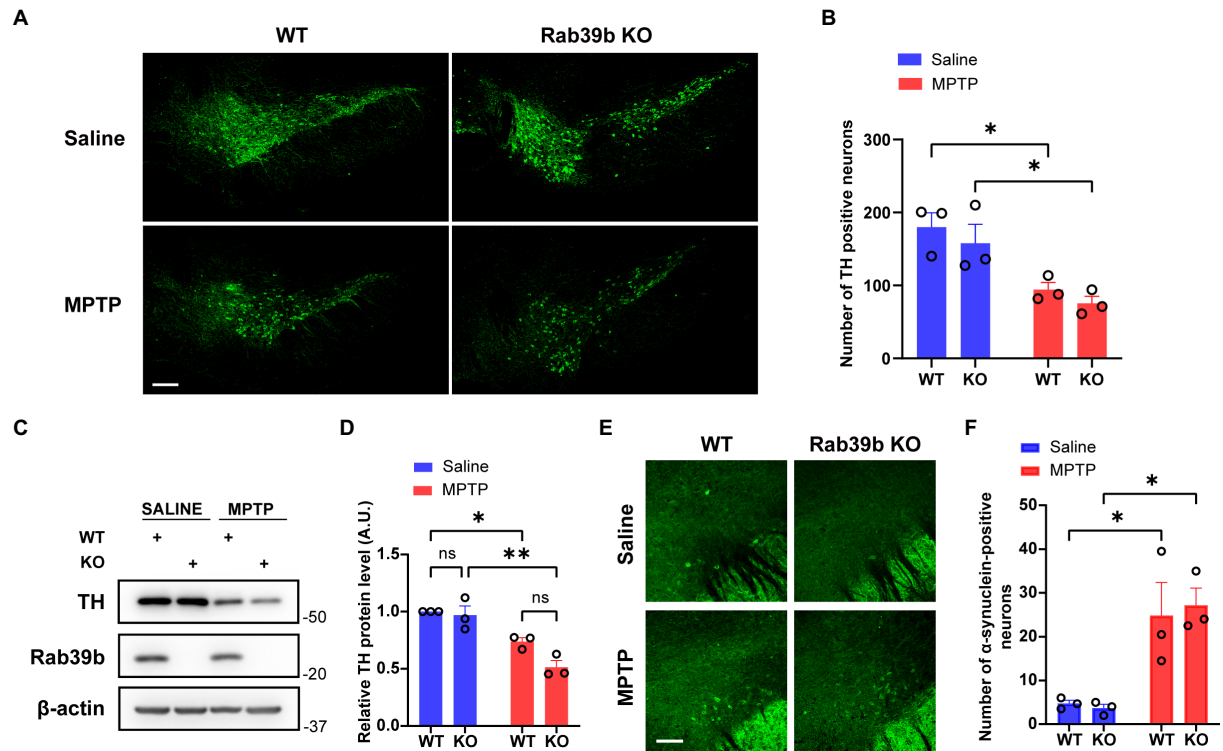 A
WT
Rab39b KO
Saline
MPTP
B
Saline
MPTP
Number of TH positive neurons
300
200
100
0
*
*
WT
KO
WT
KO
C
SALINE
MPTP
WT
+
+
KO
+
+
TH
-50
Rab39b
-20
β-actin
-37
D
Saline
MPTP
Relative TH protein level (A.U.)
1.5
1.0
0.5
0.0
*
ns
**
ns
WT
KO
WT
KO
E
WT
Rab39b KO
Saline
MPTP
F
Saline
MPTP
Number of α-synuclein-positive
neurons
50
40
30
20
10
0
*
*
WT
KO
WT
KO